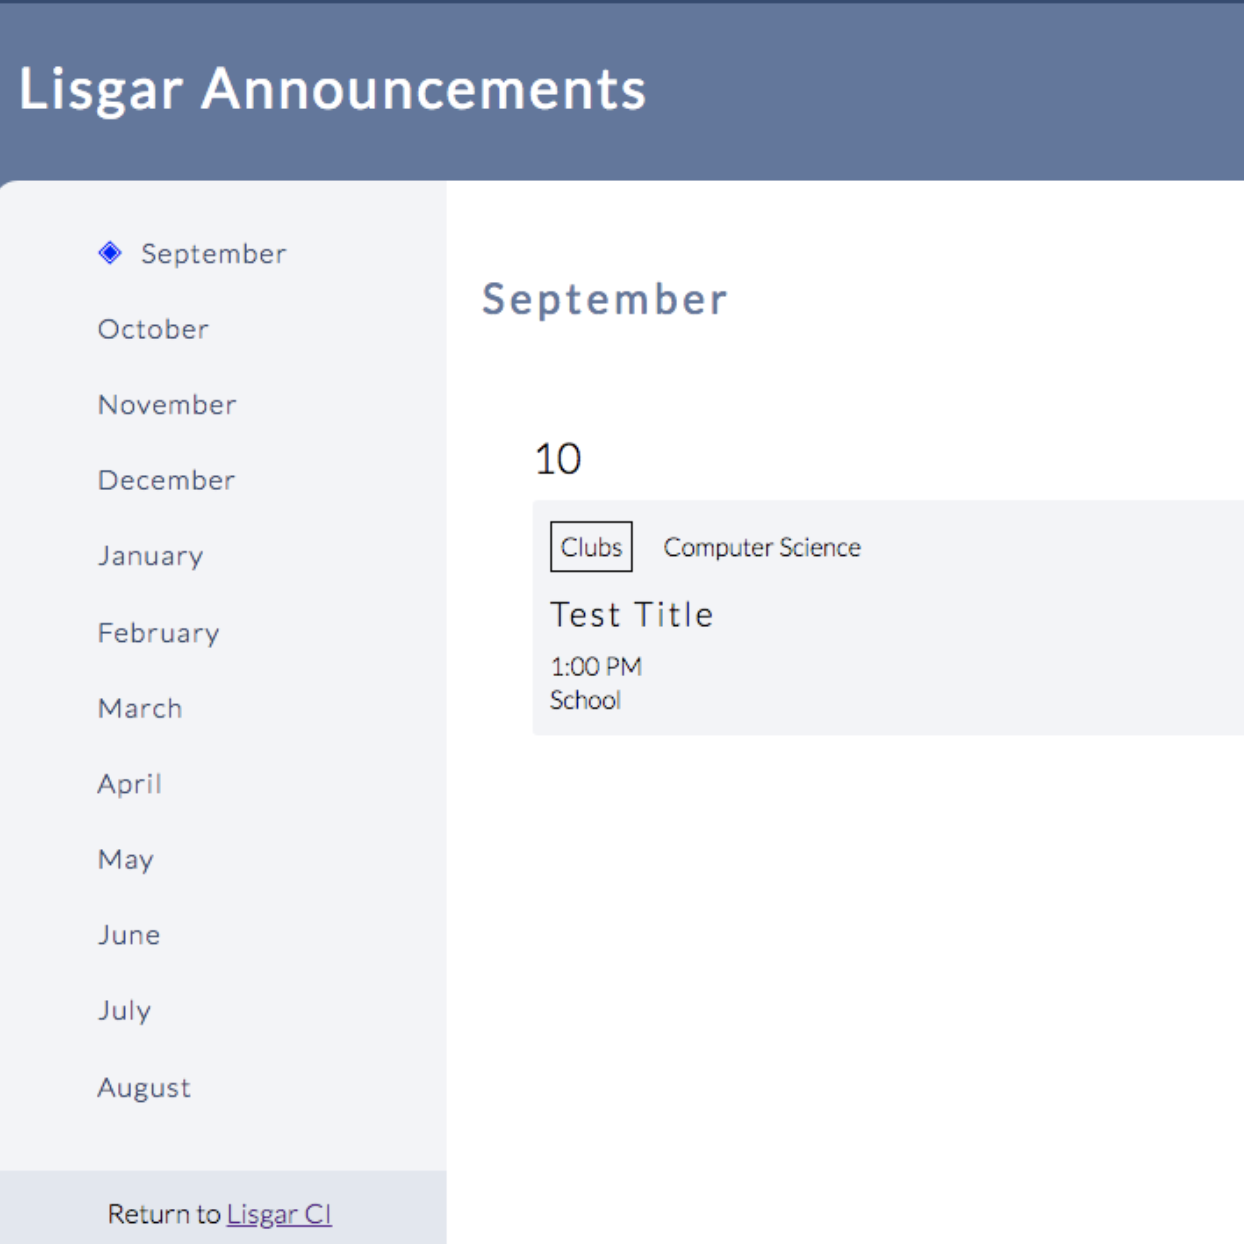 Lisgar Announcements
September
October
November
December
January
February
March
April
May
June
July
August
Return to Lisgar CI
September
10
Clubs Computer Science
Test Title
1:00 PM
School